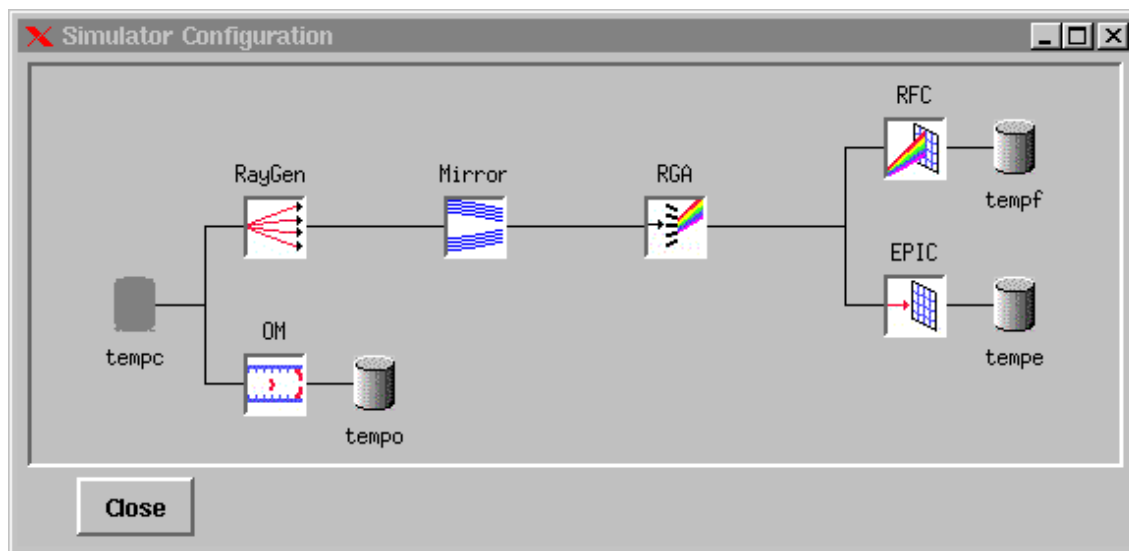 Simulator Configuration
RFC
RayGen
Mirror
RGA
tempf
EPIC
OM
tempc
tempe
tempo
Close